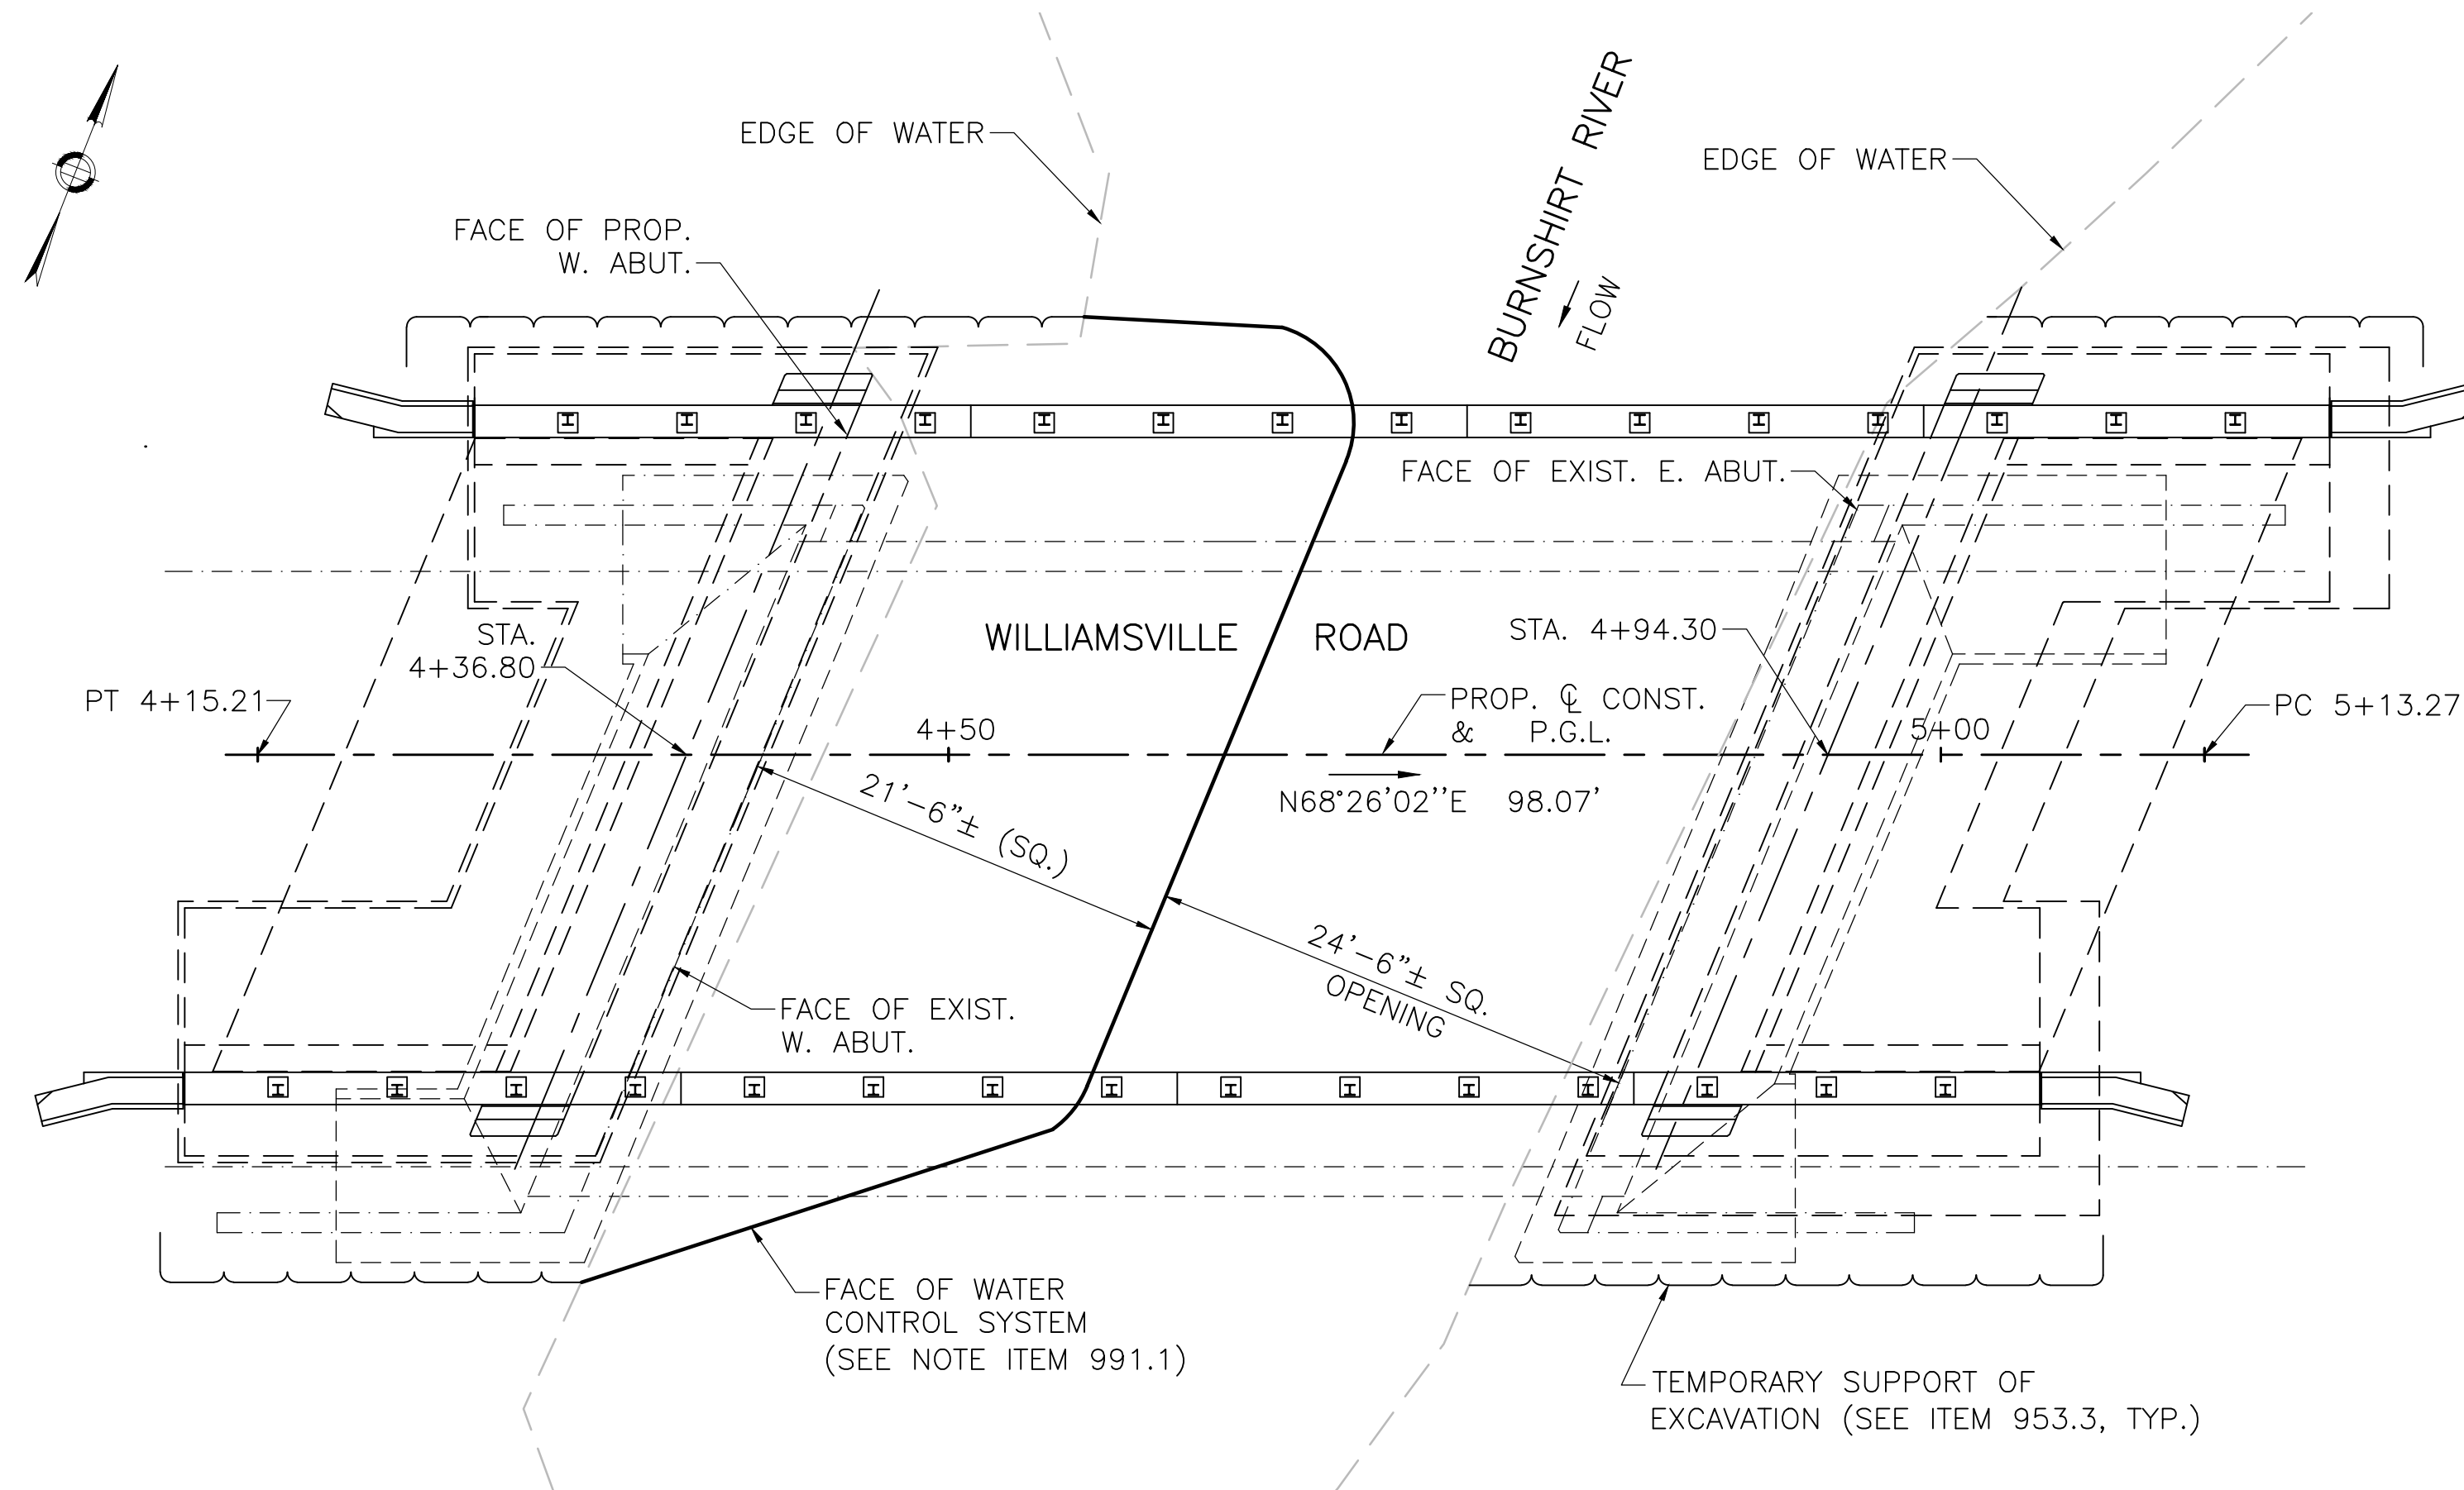 BURNSHIRT RIVER
FLOW
EDGE OF WATER
EDGE OF WATER
FACE OF PROP.
W. ABUT.
FACE OF EXIST. E. ABUT.
WILLIAMSVILLE ROAD
STA.
4+36.80
STA. 4+94.30
PT 4+15.21
4+50
PROP. ℄ CONST.
& P.G.L.
5+00
PC 5+13.27
N68°26'02''E 98.07'
21'-6"± (SQ.)
24'-6"± SQ.
OPENING
FACE OF EXIST.
W. ABUT.
FACE OF WATER
CONTROL SYSTEM
(SEE NOTE ITEM 991.1)
TEMPORARY SUPPORT OF
EXCAVATION (SEE ITEM 953.3, TYP.)